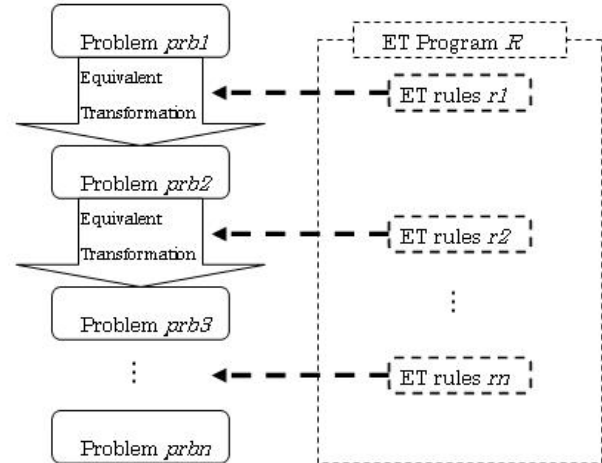 Problem prb1
Equivalent
Transformation
Problem prb2
Equivalent
Transformation
Problem prb3
⋮
Problem prbn
ET Program R
ET rules r1
ET rules r2
⋮
ET rules rn